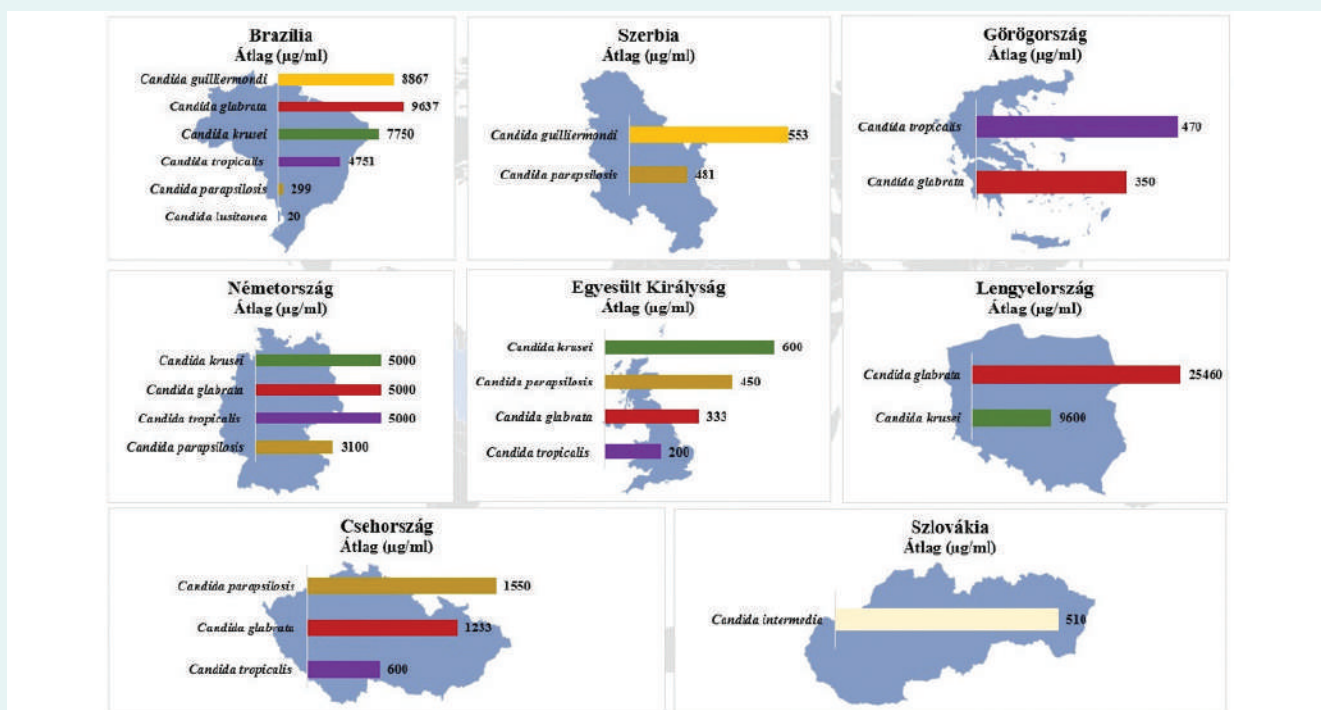 Brazília
Átlag (µg/ml)
Candida guilliermondi 8867
Candida glabrata 9637
Candida krusei 7750
Candida tropicalis 4751
Candida parapsilosis 299
Candida lusitanea 20
Szerbia
Átlag (µg/ml)
Candida guilliermondi 553
Candida parapsilosis 481
Görögország
Átlag (µg/ml)
Candida tropicalis 470
Candida glabrata 350
Németország
Átlag (µg/ml)
Candida krusei 5000
Candida glabrata 5000
Candida tropicalis 5000
Candida parapsilosis 3100
Egyesült Királyság
Átlag (µg/ml)
Candida krusei 600
Candida parapsilosis 450
Candida glabrata 333
Candida tropicalis 200
Lengyelország
Átlag (µg/ml)
Candida glabrata 25460
Candida krusei 9600
Csehország
Átlag (µg/ml)
Candida parapsilosis 1550
Candida glabrata 1233
Candida tropicalis 600
Szlovákia
Átlag (µg/ml)
Candida intermedia 510